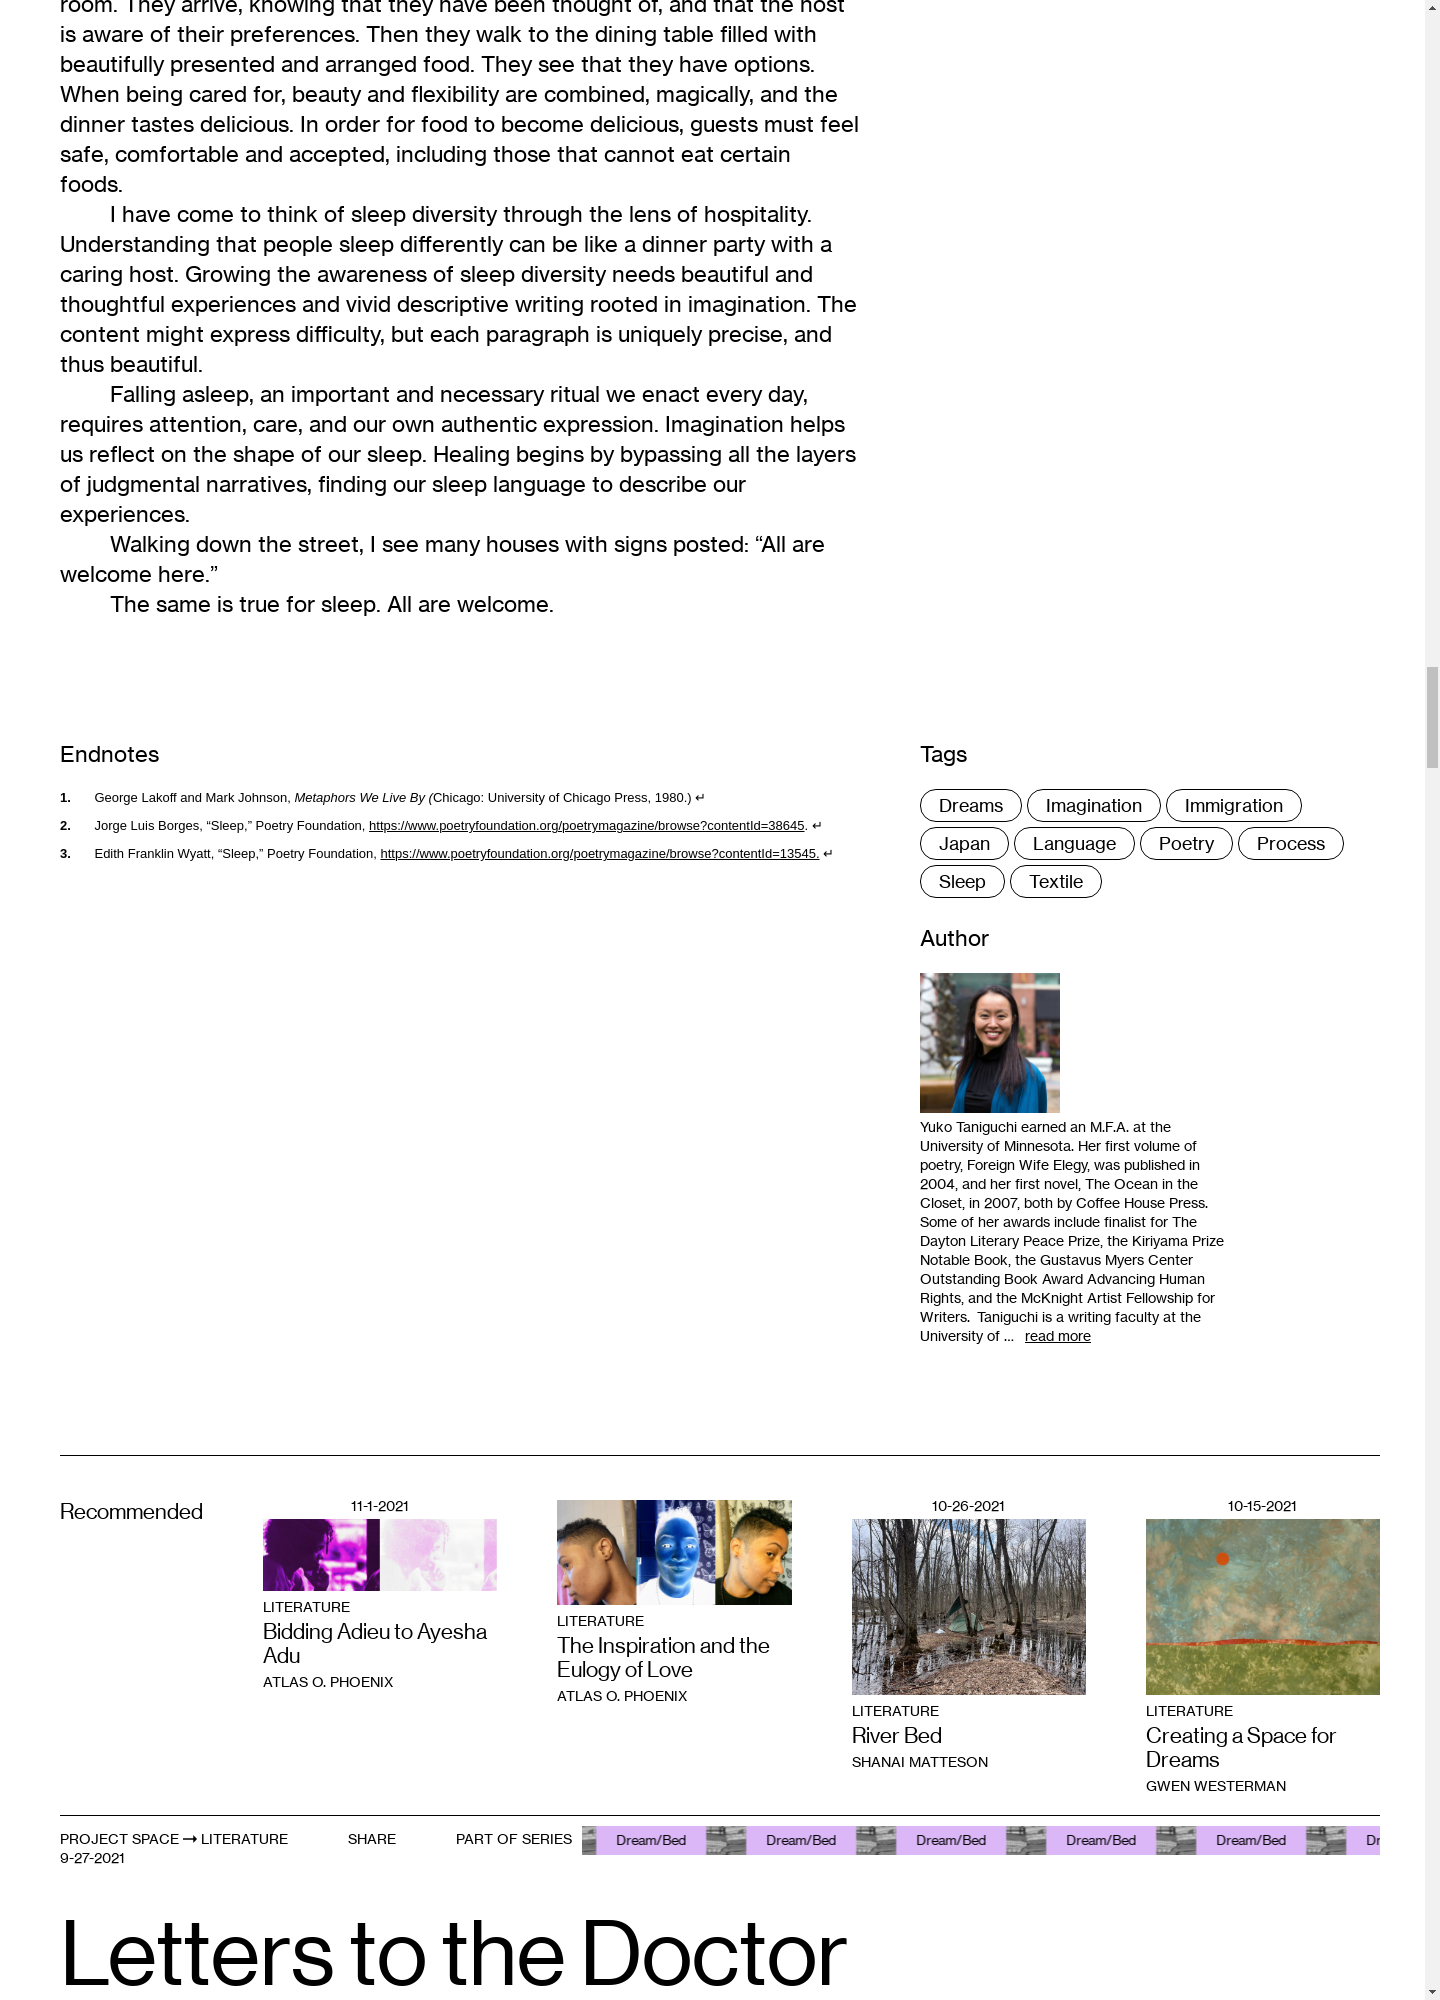 room. They arrive, knowing that they have been thought of, and that the host
is aware of their preferences. Then they walk to the dining table filled with
beautifully presented and arranged food. They see that they have options.
When being cared for, beauty and flexibility are combined, magically, and the
dinner tastes delicious. In order for food to become delicious, guests must feel
safe, comfortable and accepted, including those that cannot eat certain
foods.
I have come to think of sleep diversity through the lens of hospitality.
Understanding that people sleep differently can be like a dinner party with a
caring host. Growing the awareness of sleep diversity needs beautiful and
thoughtful experiences and vivid descriptive writing rooted in imagination. The
content might express difficulty, but each paragraph is uniquely precise, and
thus beautiful.
Falling asleep, an important and necessary ritual we enact every day,
requires attention, care, and our own authentic expression. Imagination helps
us reflect on the shape of our sleep. Healing begins by bypassing all the layers
of judgmental narratives, finding our sleep language to describe our
experiences.
Walking down the street, I see many houses with signs posted: “All are
welcome here.”
The same is true for sleep. All are welcome.
Endnotes
1. George Lakoff and Mark Johnson, Metaphors We Live By (Chicago: University of Chicago Press, 1980.) ↵
2. Jorge Luis Borges, “Sleep,” Poetry Foundation, https://www.poetryfoundation.org/poetrymagazine/browse?contentId=38645. ↵
3. Edith Franklin Wyatt, “Sleep,” Poetry Foundation, https://www.poetryfoundation.org/poetrymagazine/browse?contentId=13545. ↵
Tags
Dreams Imagination Immigration
Japan Language Poetry Process
Sleep Textile
Author
Yuko Taniguchi earned an M.F.A. at the
University of Minnesota. Her first volume of
poetry, Foreign Wife Elegy, was published in
2004, and her first novel, The Ocean in the
Closet, in 2007, both by Coffee House Press.
Some of her awards include finalist for The
Dayton Literary Peace Prize, the Kiriyama Prize
Notable Book, the Gustavus Myers Center
Outstanding Book Award Advancing Human
Rights, and the McKnight Artist Fellowship for
Writers. Taniguchi is a writing faculty at the
University of ... read more
Recommended
11-1-2021
LITERATURE
Bidding Adieu to Ayesha
Adu
ATLAS O. PHOENIX
LITERATURE
The Inspiration and the
Eulogy of Love
ATLAS O. PHOENIX
10-26-2021
LITERATURE
River Bed
SHANAI MATTESON
10-15-2021
LITERATURE
Creating a Space for
Dreams
GWEN WESTERMAN
PROJECT SPACE → LITERATURE SHARE PART OF SERIES Dream/Bed Dream/Bed Dream/Bed Dream/Bed Dream/Bed Dr
9-27-2021
Letters to the Doctor